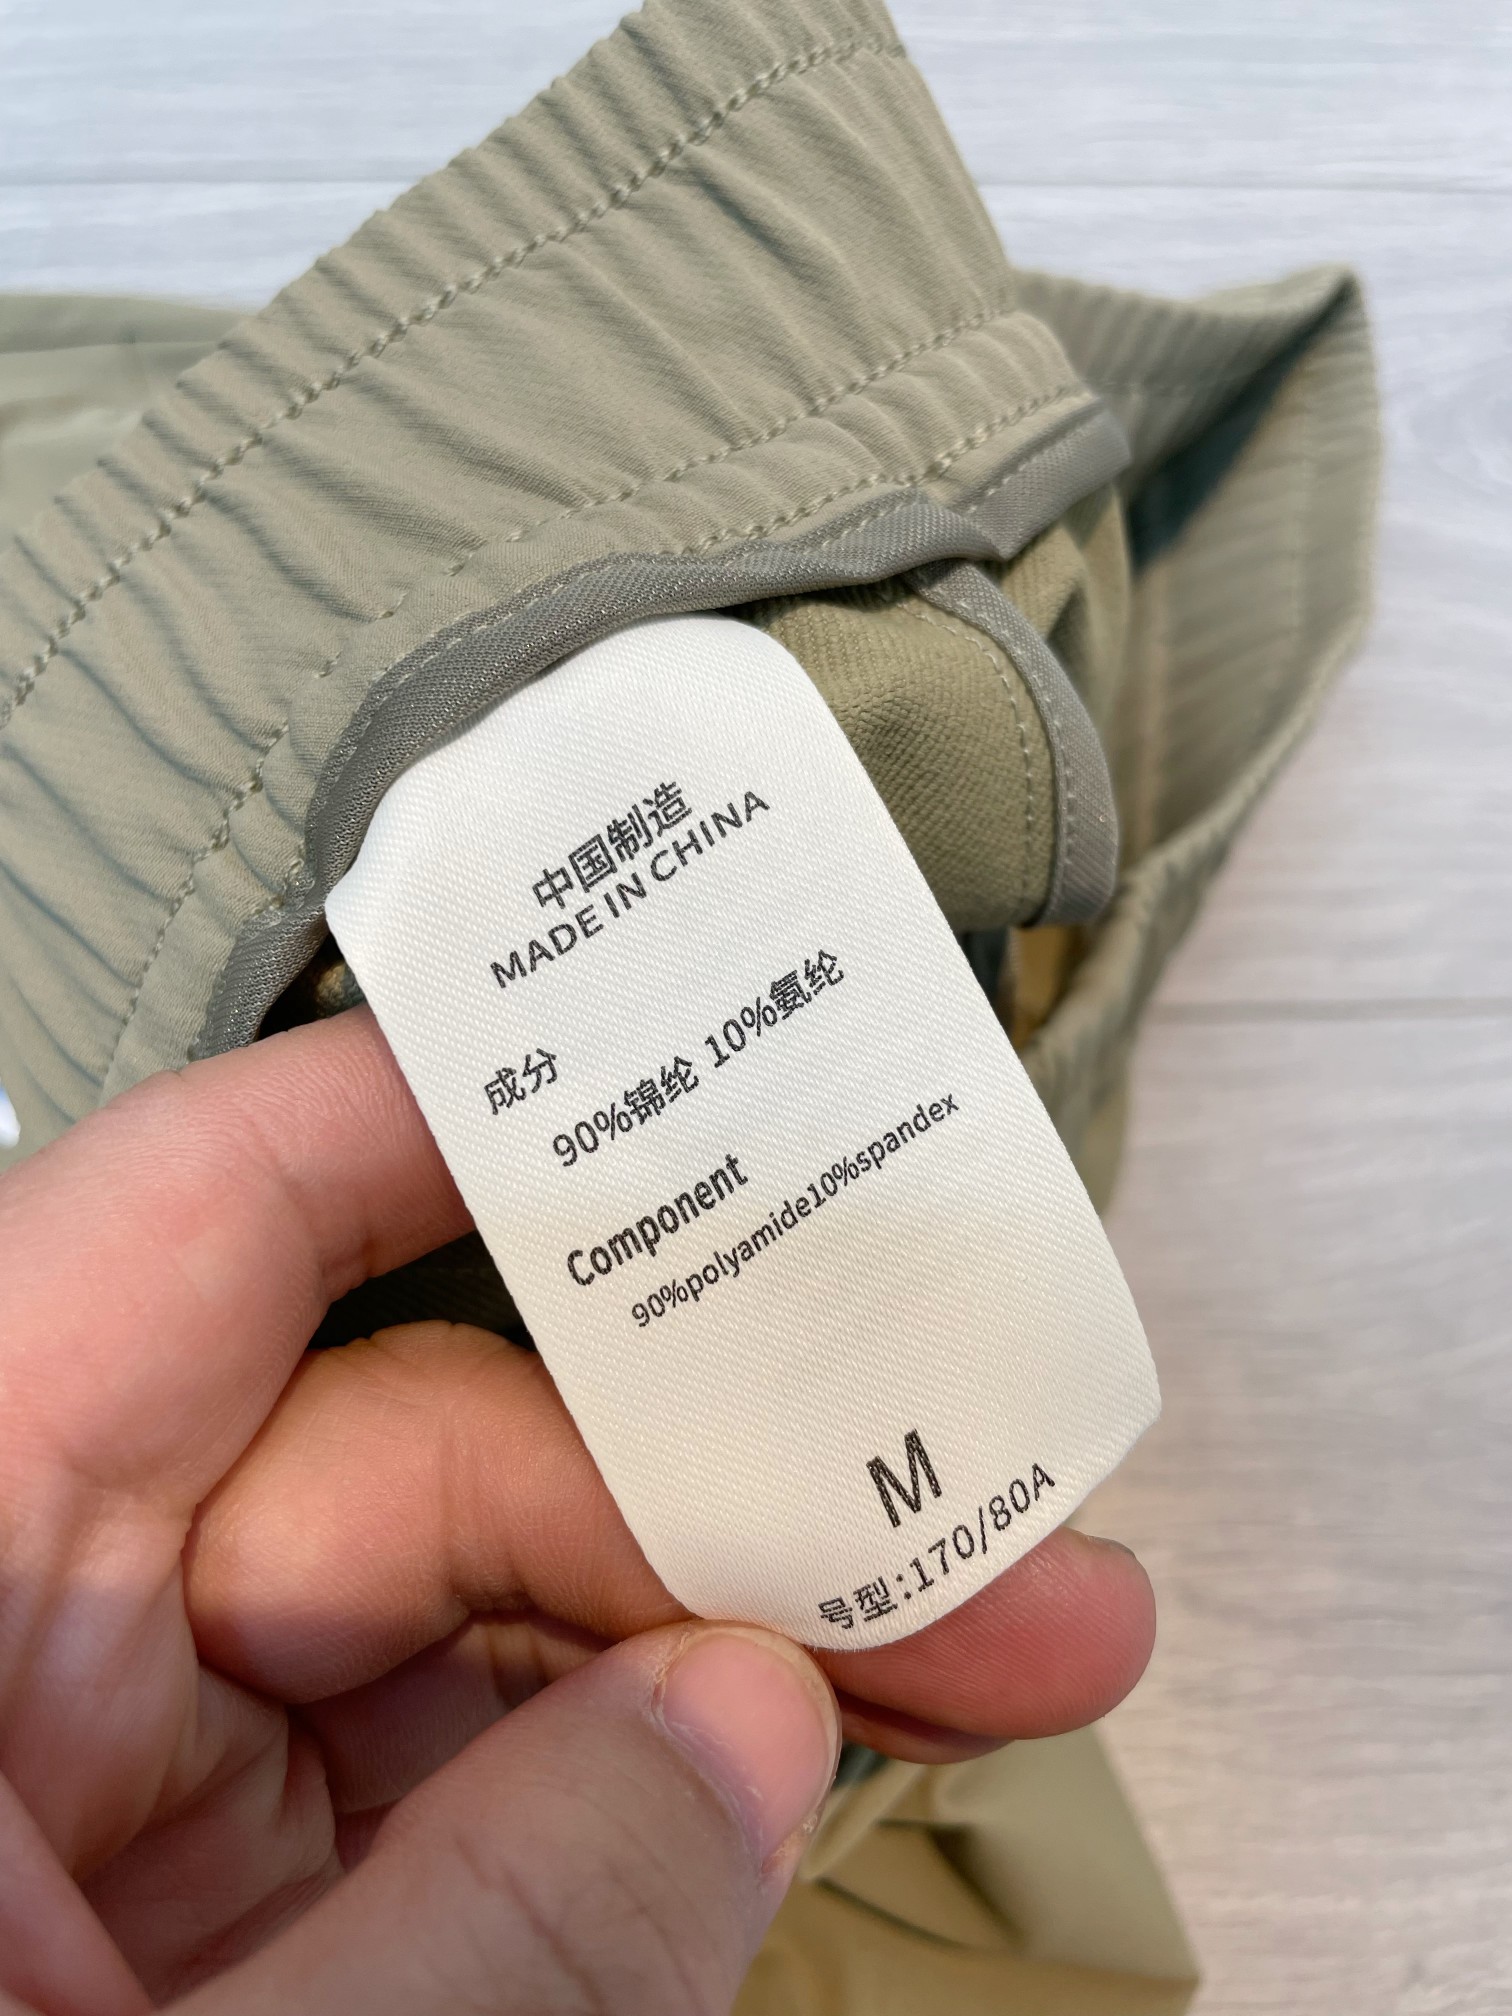 中国制造
MADE IN CHINA
成分
90%锦纶 10%氨纶
Component
90%polyamide10%spandex
M
号型:170/80A